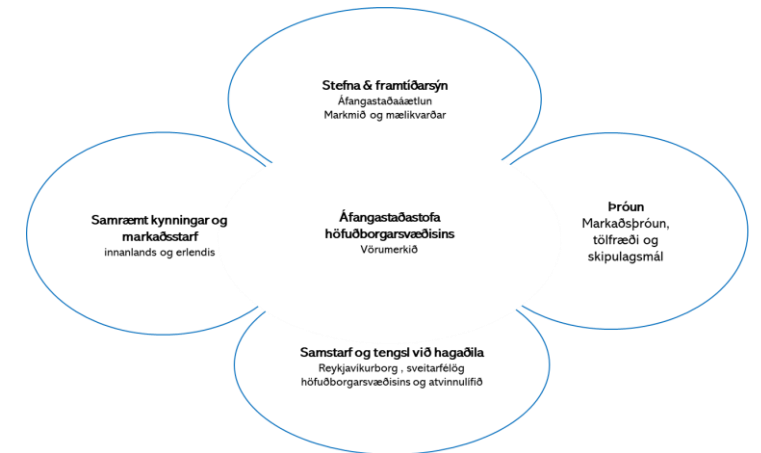 Stefna & framtíðarsýn
Áfangastaðaáætlun
Markmið og mælikvarðar
Samræmt kynningar og
markaðsstarf
innanlands og erlendis
Áfangastaðastofa
höfuðborgarsvæðisins
Vörumerkið
Þróun
Markaðsþróun,
tölfræði og
skipulagsmál
Samstarf og tengsl við hagaðila
Reykjavíkurborg , sveitarfélög
höfuðborgarsvæðisins og atvinnulífið